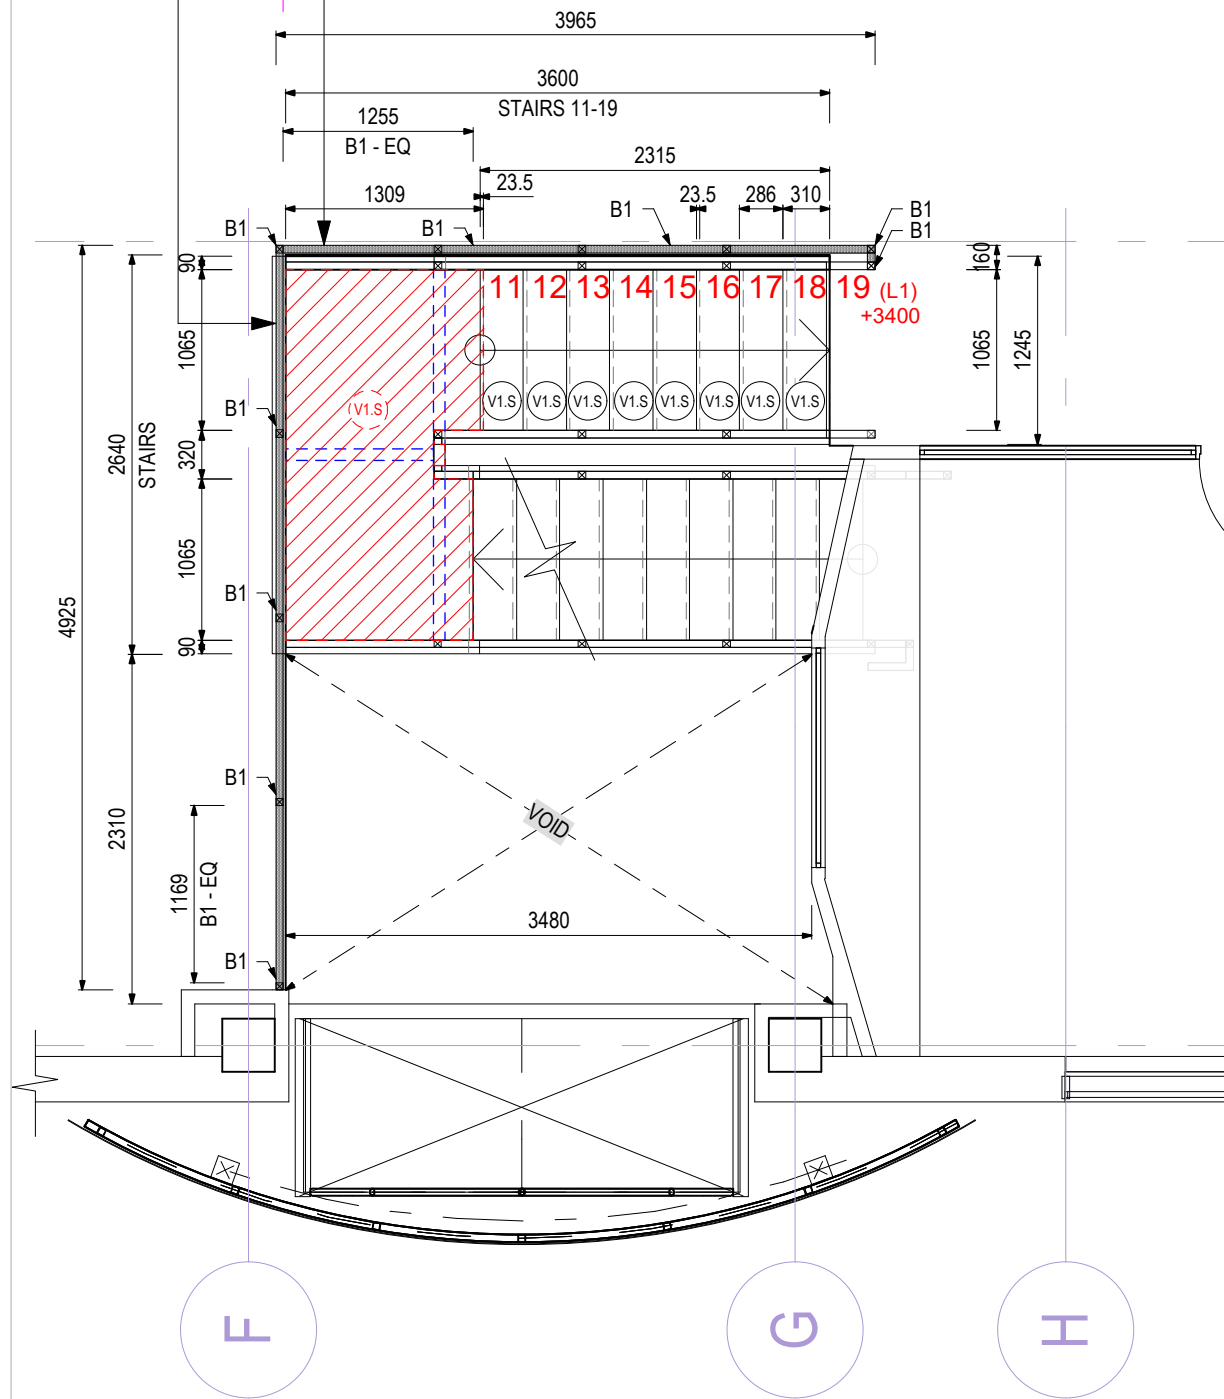 3965
3600
STAIRS 11-19
1255
B1 - EQ
2315
1309
23.5
23.5
286
310
B1
B1
B1
B1
B1
90
160
11 12 13 14 15 16 17 18 19 (L1)
+3400
1065
1065
1245
V1.S
V1.S V1.S V1.S V1.S V1.S V1.S V1.S V1.S
B1
2640
STAIRS
320
1065
B1
4925
90
B1
VOID
2310
1169
B1 - EQ
3480
B1
F
G
H